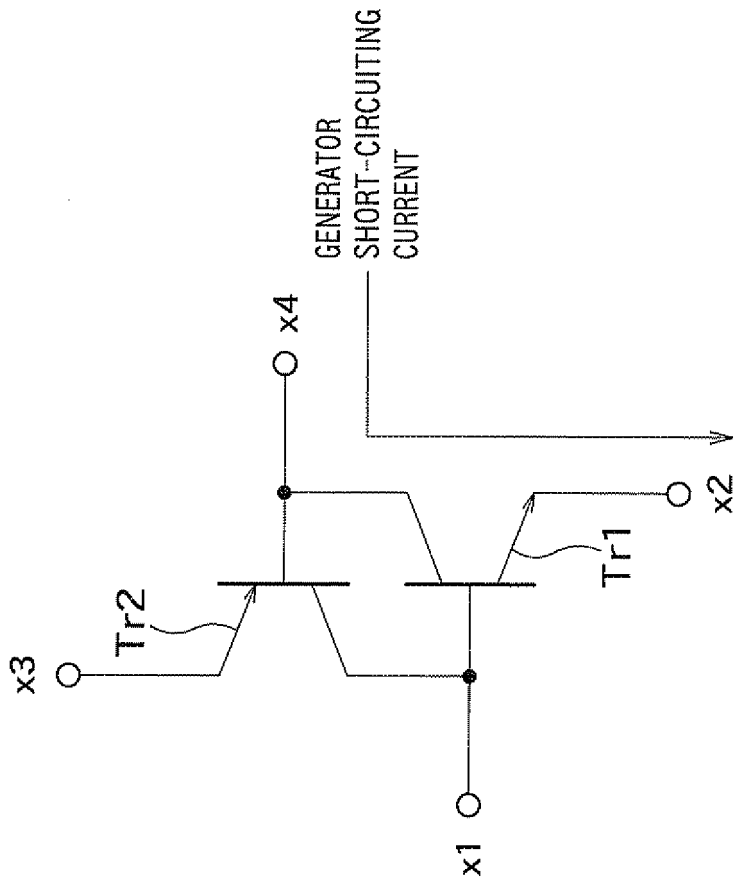 x3
Tr2
x4
GENERATOR
SHORT-CIRCUITING
CURRENT
x1
Tr1
x2